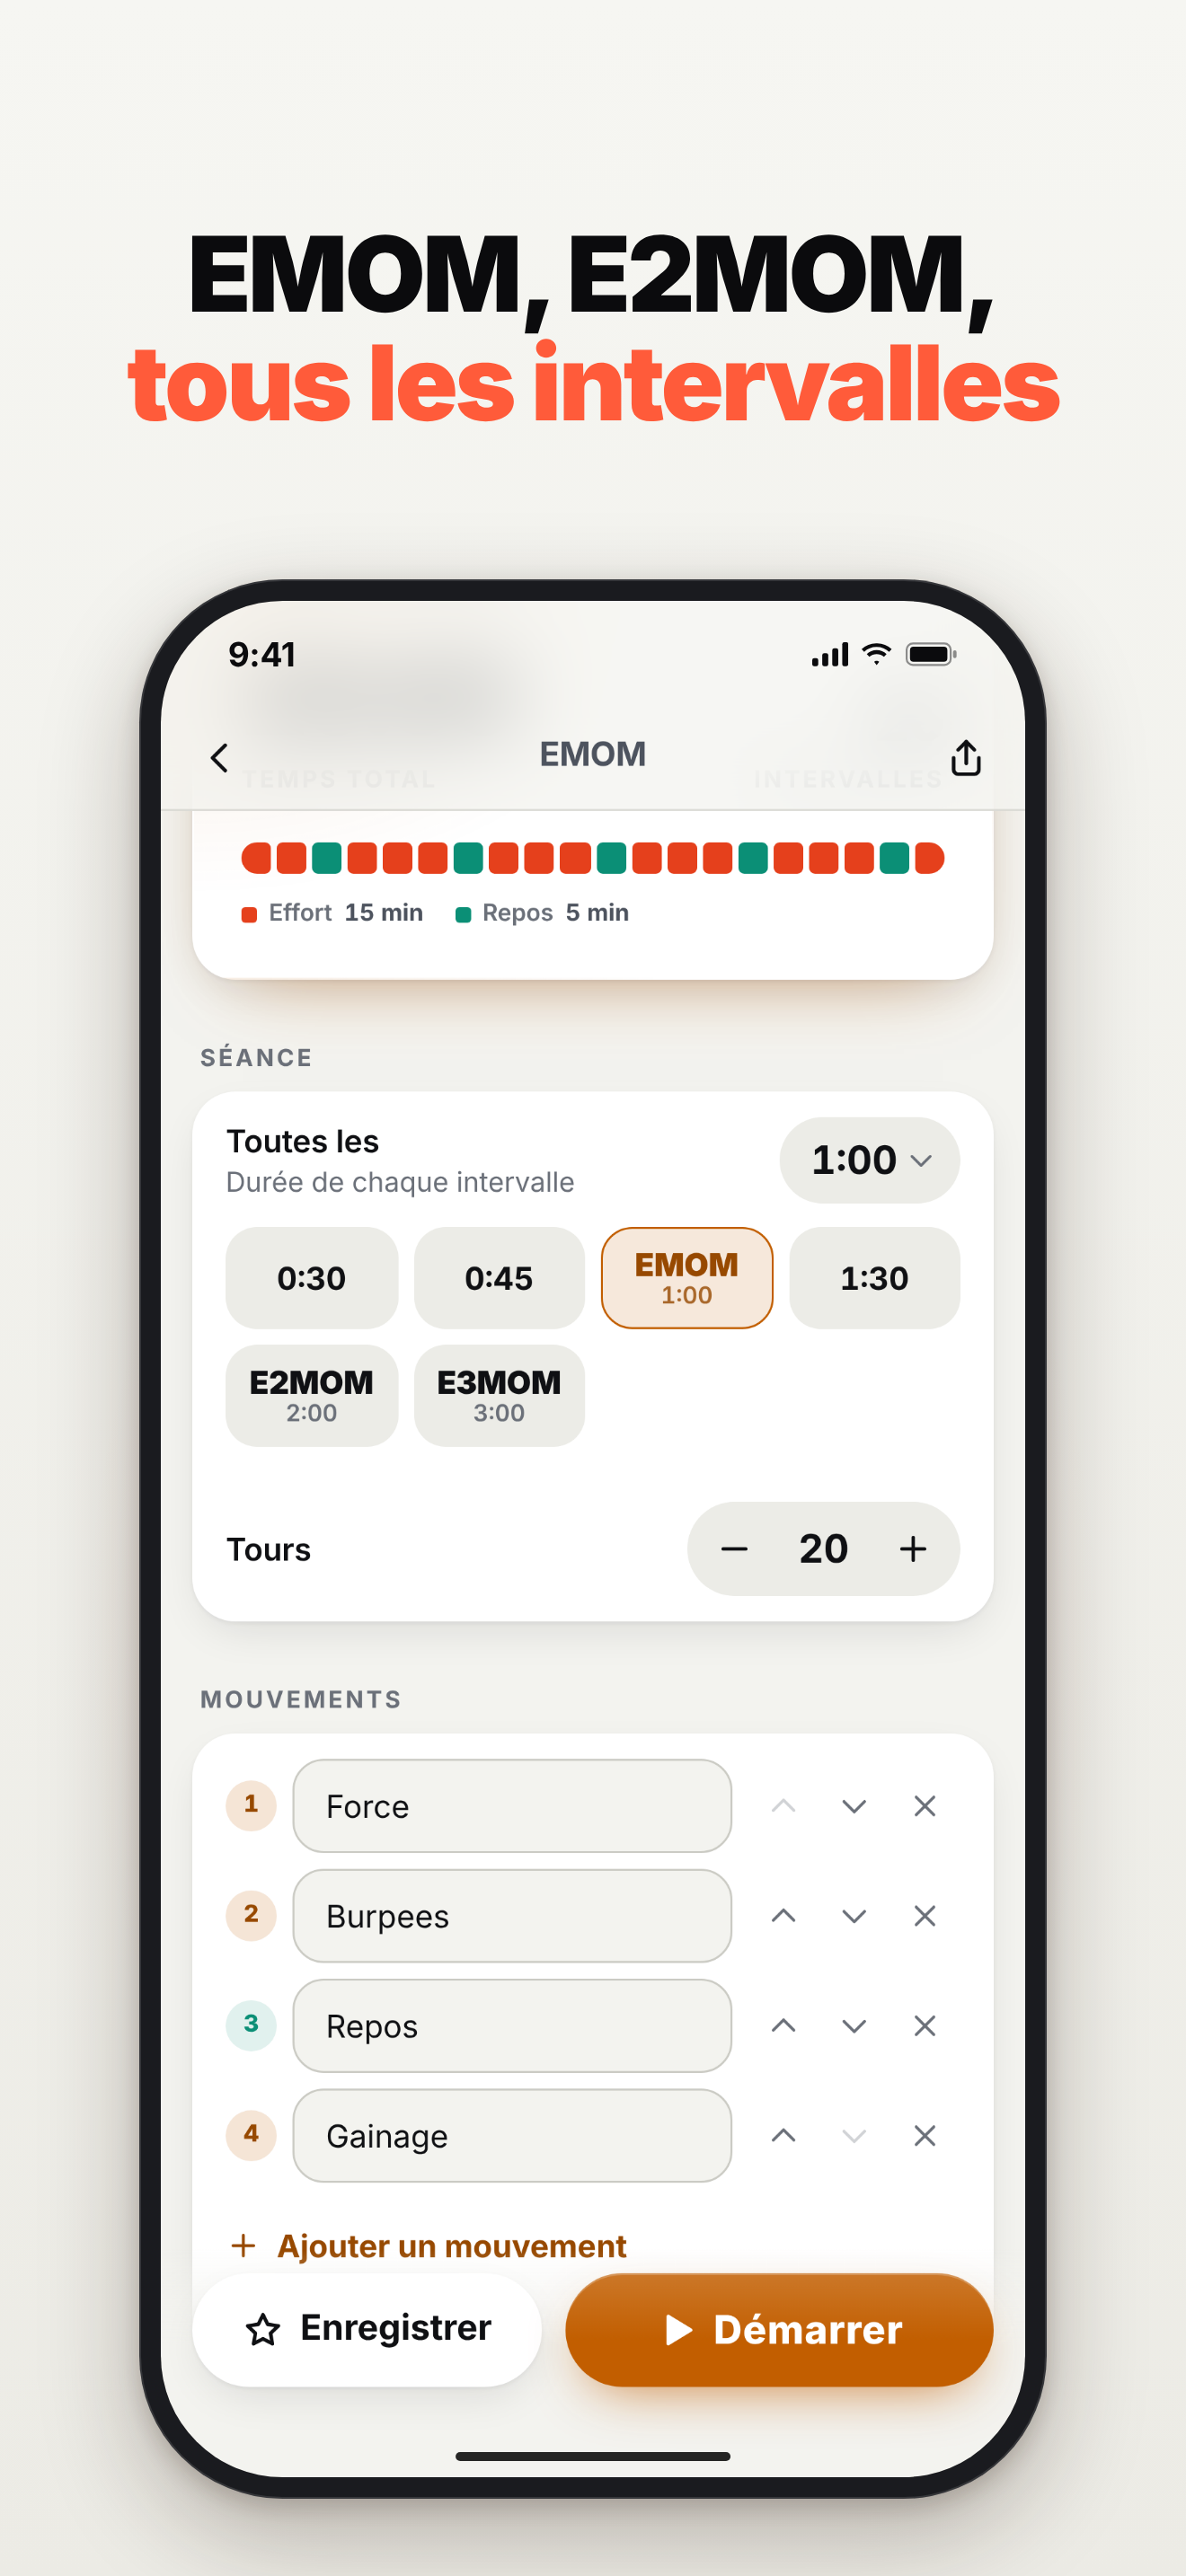 EMOM, E2MOM,
tous les intervalles
9:41
EMOM
TEMPS TOTAL INTERVALLES
Effort 15 min Repos 5 min
SÉANCE
Toutes les
Durée de chaque intervalle
1:00
0:30 0:45 EMOM 1:00 1:30
E2MOM 2:00 E3MOM 3:00
Tours 20
MOUVEMENTS
1 Force
2 Burpees
3 Repos
4 Gainage
Ajouter un mouvement
Enregistrer Démarrer